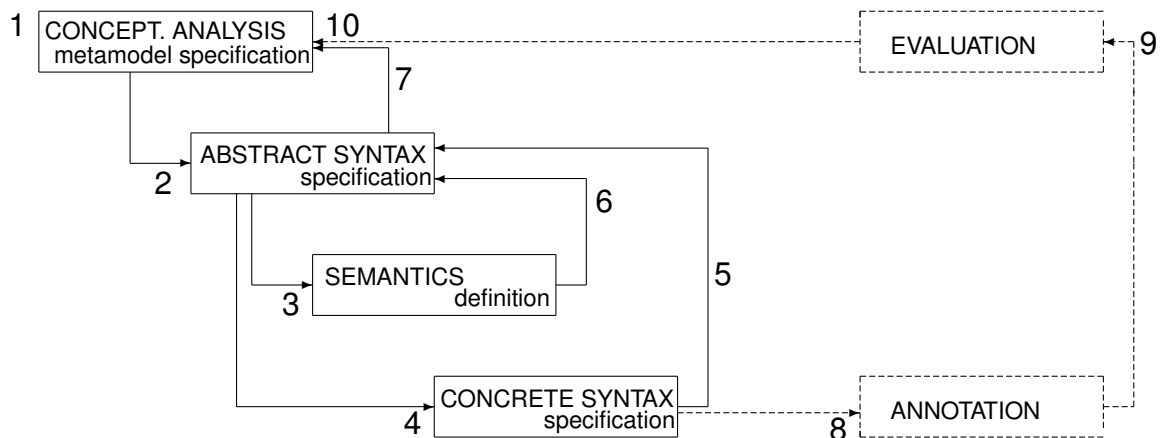 1
CONCEPT. ANALYSIS
metamodel specification
10
EVALUATION
9
7
2
ABSTRACT SYNTAX
specification
6
5
3
SEMANTICS
definition
4
CONCRETE SYNTAX
specification
8
ANNOTATION